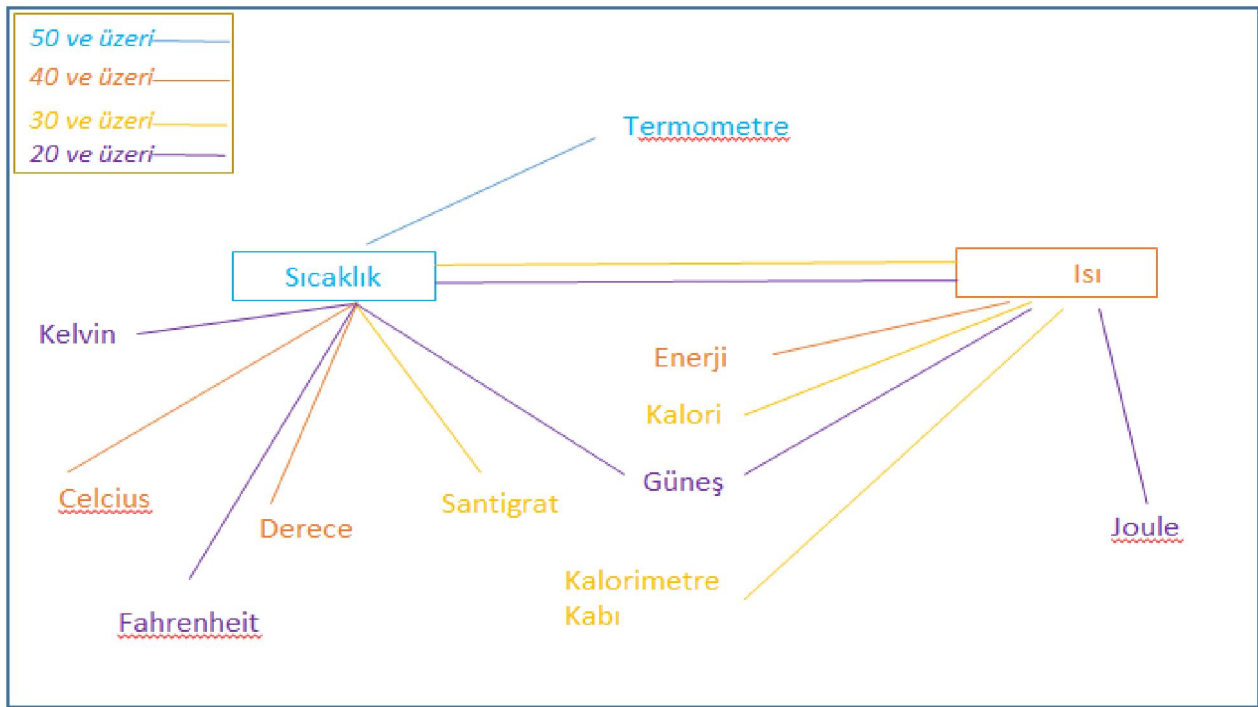 50 ve üzeri
40 ve üzeri
30 ve üzeri
20 ve üzeri
Termometre
Sıcaklık
Isı
Kelvin
Enerji
Kalori
Celcius
Derece
Santigrat
Güneş
Joule
Kalorimetre
Kabı
Fahrenheit